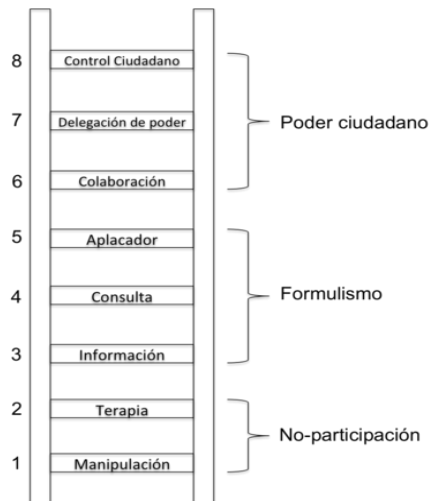 8 Control Ciudadano
7 Delegación de poder
Poder ciudadano
6 Colaboración
5 Aplacador
4 Consulta
Formulismo
3 Información
2 Terapia
No-participación
1 Manipulación